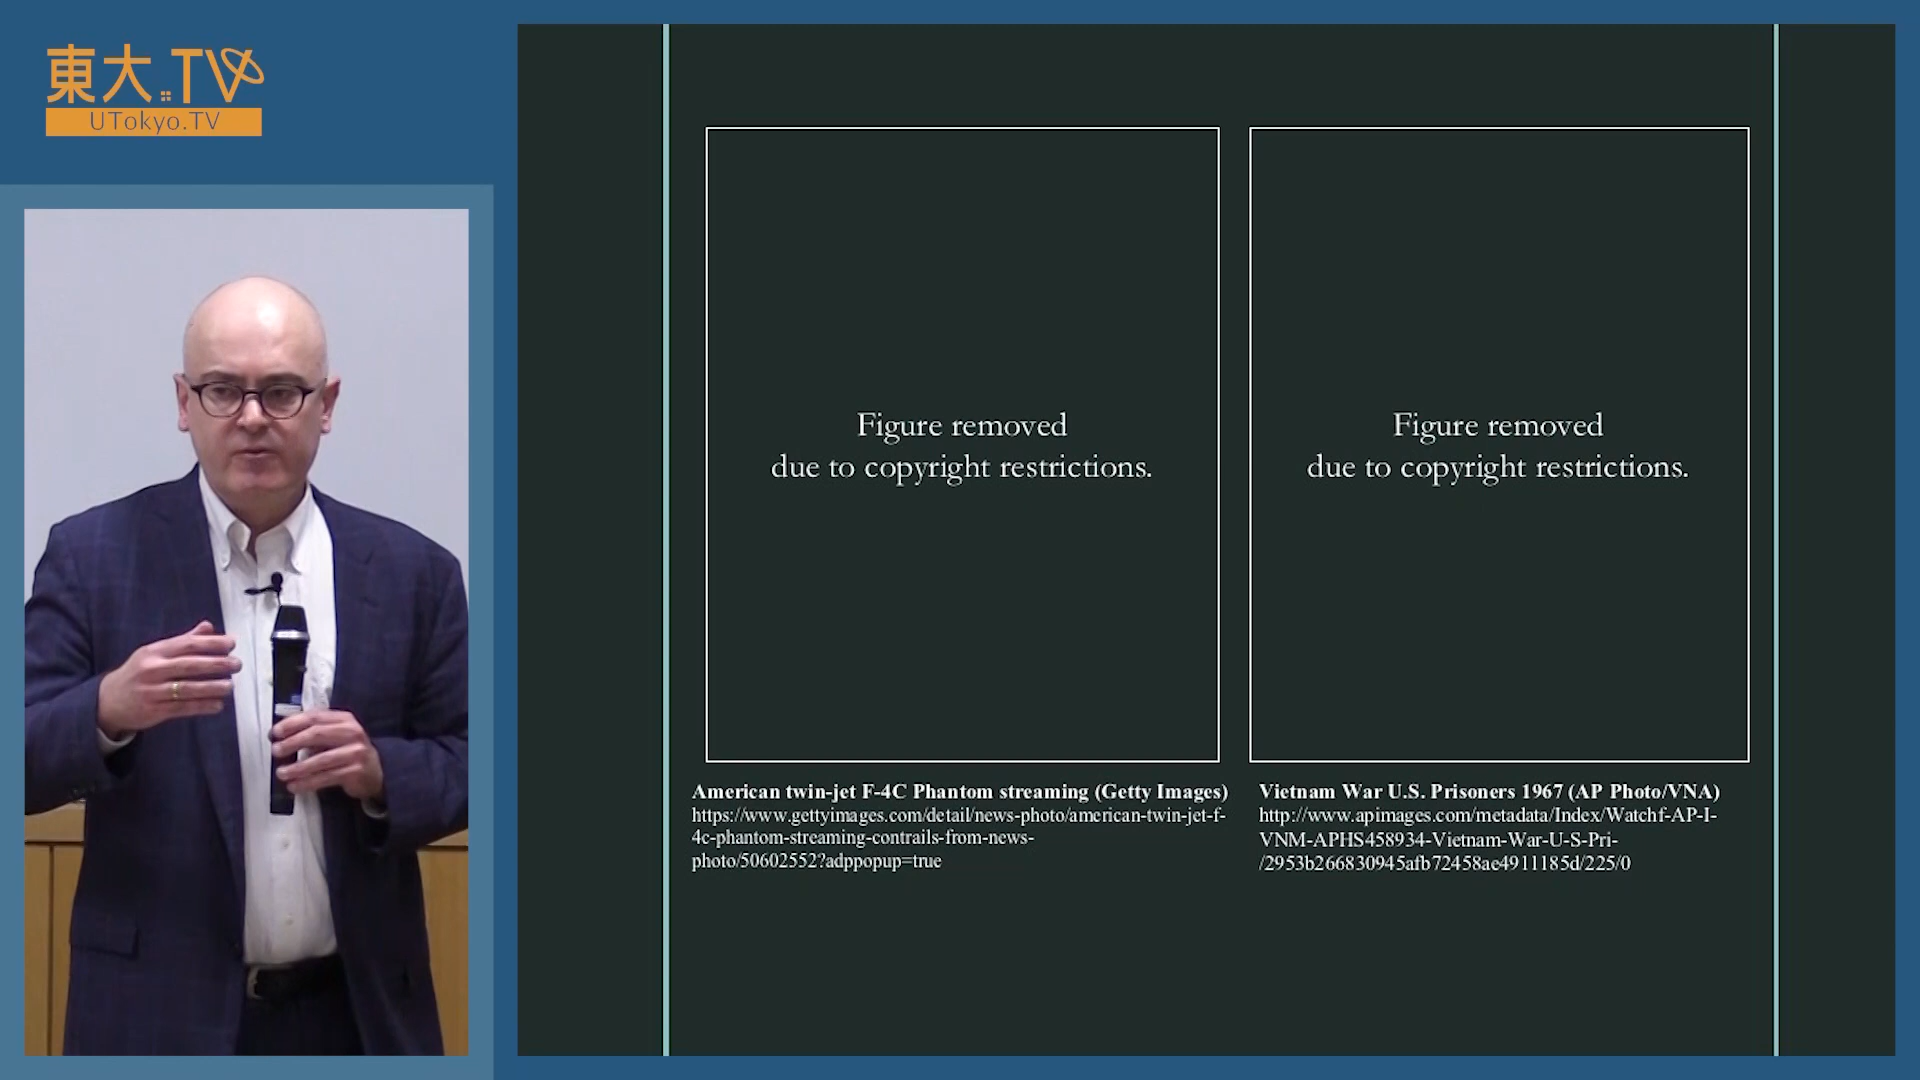 東大.TV
UTokyo.TV
Figure removed
due to copyright restrictions.
Figure removed
due to copyright restrictions.
American twin-jet F-4C Phantom streaming (Getty Images)
https://www.gettyimages.com/detail/news-photo/american-twin-jet-f-
4c-phantom-streaming-contrails-from-news-
photo/50602552?adppopup=true
Vietnam War U.S. Prisoners 1967 (AP Photo/VNA)
http://www.apimages.com/metadata/Index/Watchf-AP-I-
VNM-APHS458934-Vietnam-War-U-S-Pri-
/2953b266830945afb72458ae4911185d/225/0